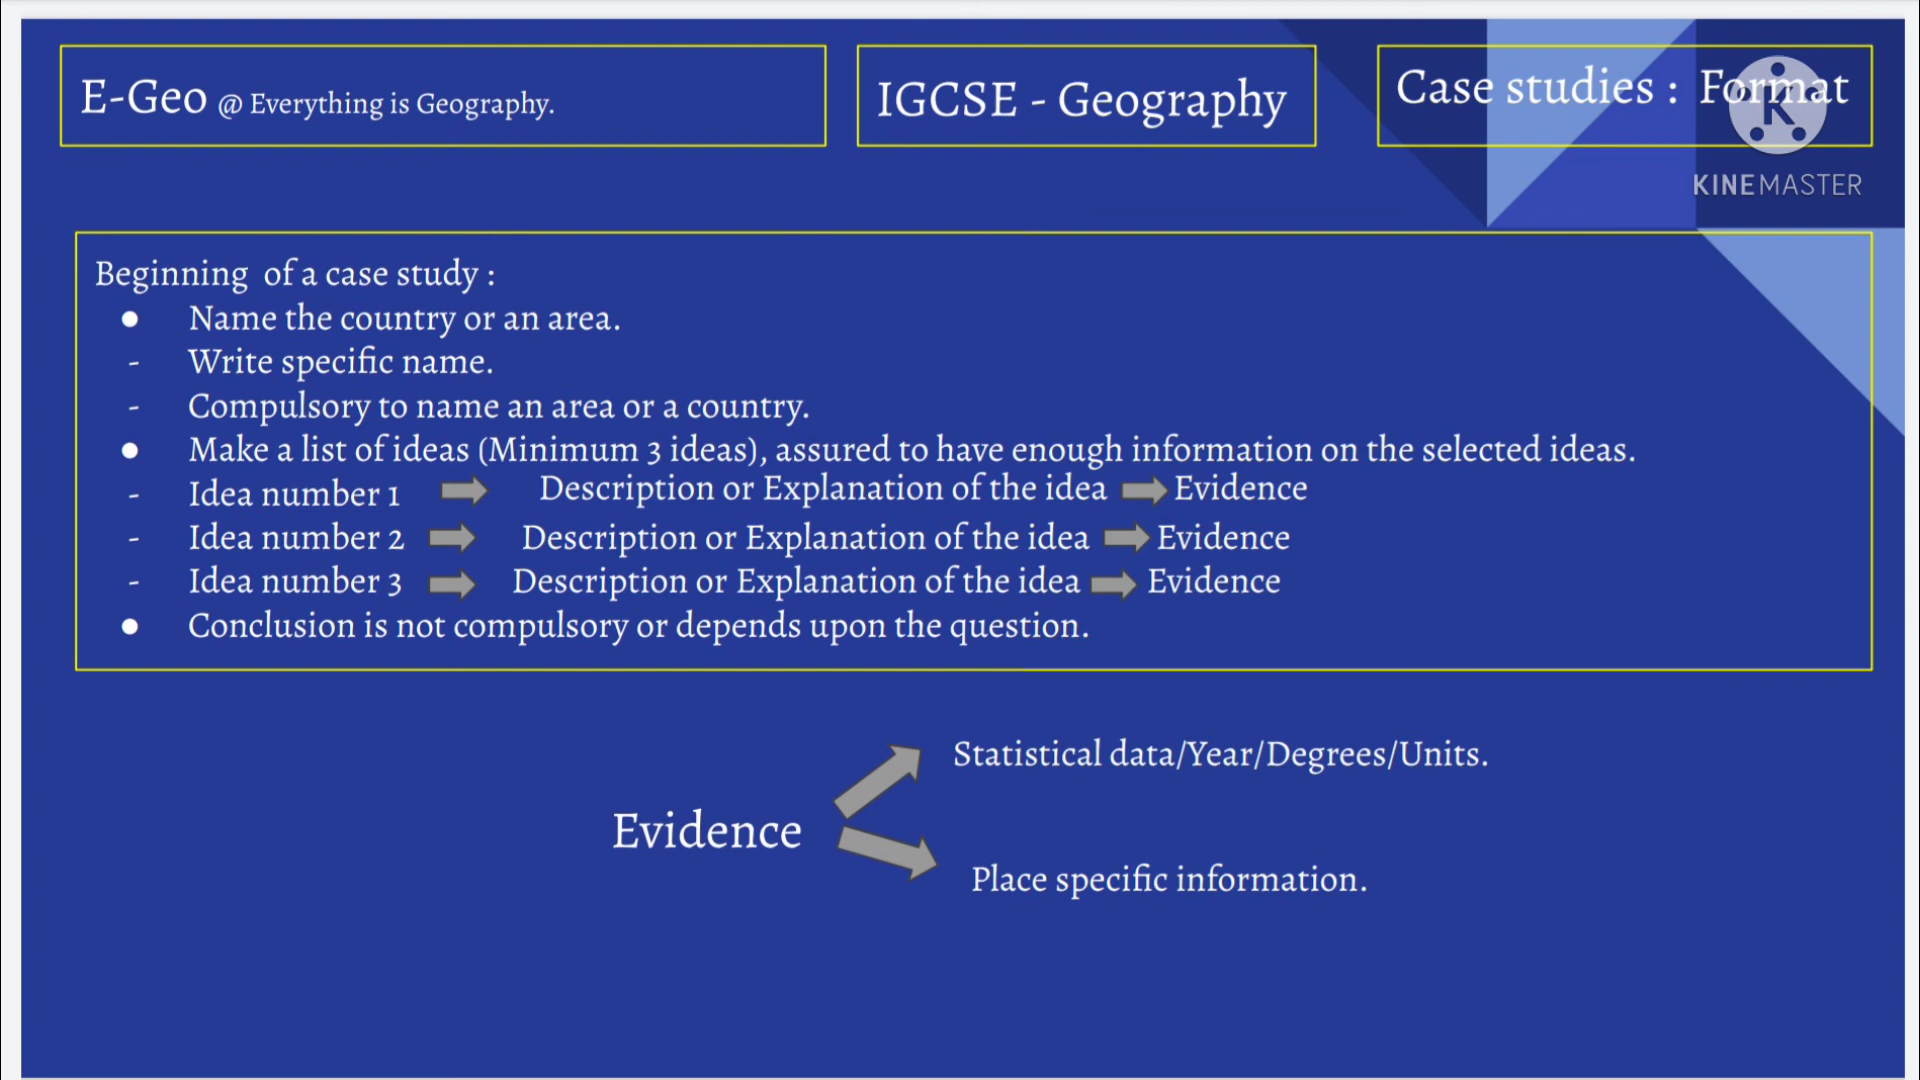 E-Geo @ Everything is Geography.
IGCSE - Geography
Case studies : Format
KINEMASTER
Beginning of a case study :
● Name the country or an area.
- Write specific name.
- Compulsory to name an area or a country.
● Make a list of ideas (Minimum 3 ideas), assured to have enough information on the selected ideas.
- Idea number 1 Description or Explanation of the idea Evidence
- Idea number 2 Description or Explanation of the idea Evidence
- Idea number 3 Description or Explanation of the idea Evidence
● Conclusion is not compulsory or depends upon the question.
Statistical data/Year/Degrees/Units.
Evidence
Place specific information.